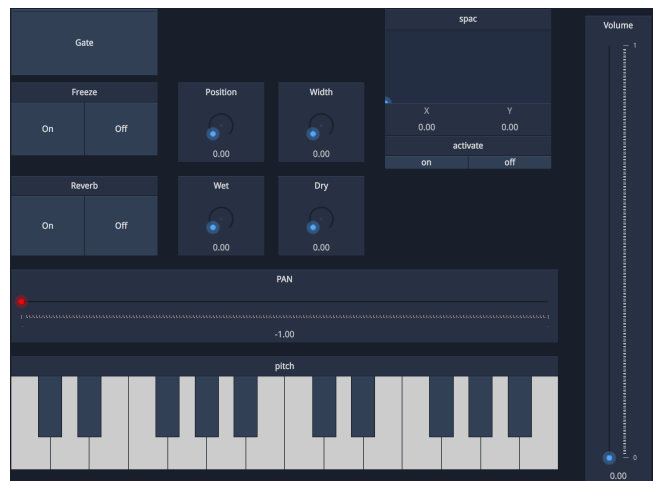 Gate
spac
Volume
1
Freeze
On Off
Position
0.00
Width
0.00
X Y
0.00 0.00
activate
on off
Reverb
On Off
Wet
0.00
Dry
0.00
PAN
-1.00
pitch
0
0.00